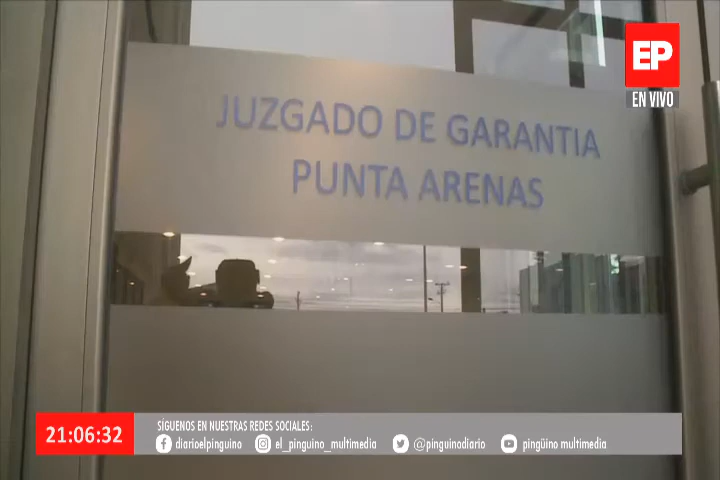 EP
EN VIVO
JUZGADO DE GARANTIA
PUNTA ARENAS
21:06:32
SÍGUENOS EN NUESTRAS REDES SOCIALES:
diarioelpinguino el_pinguino_multimedia @pinguinodiario pingüino multimedia